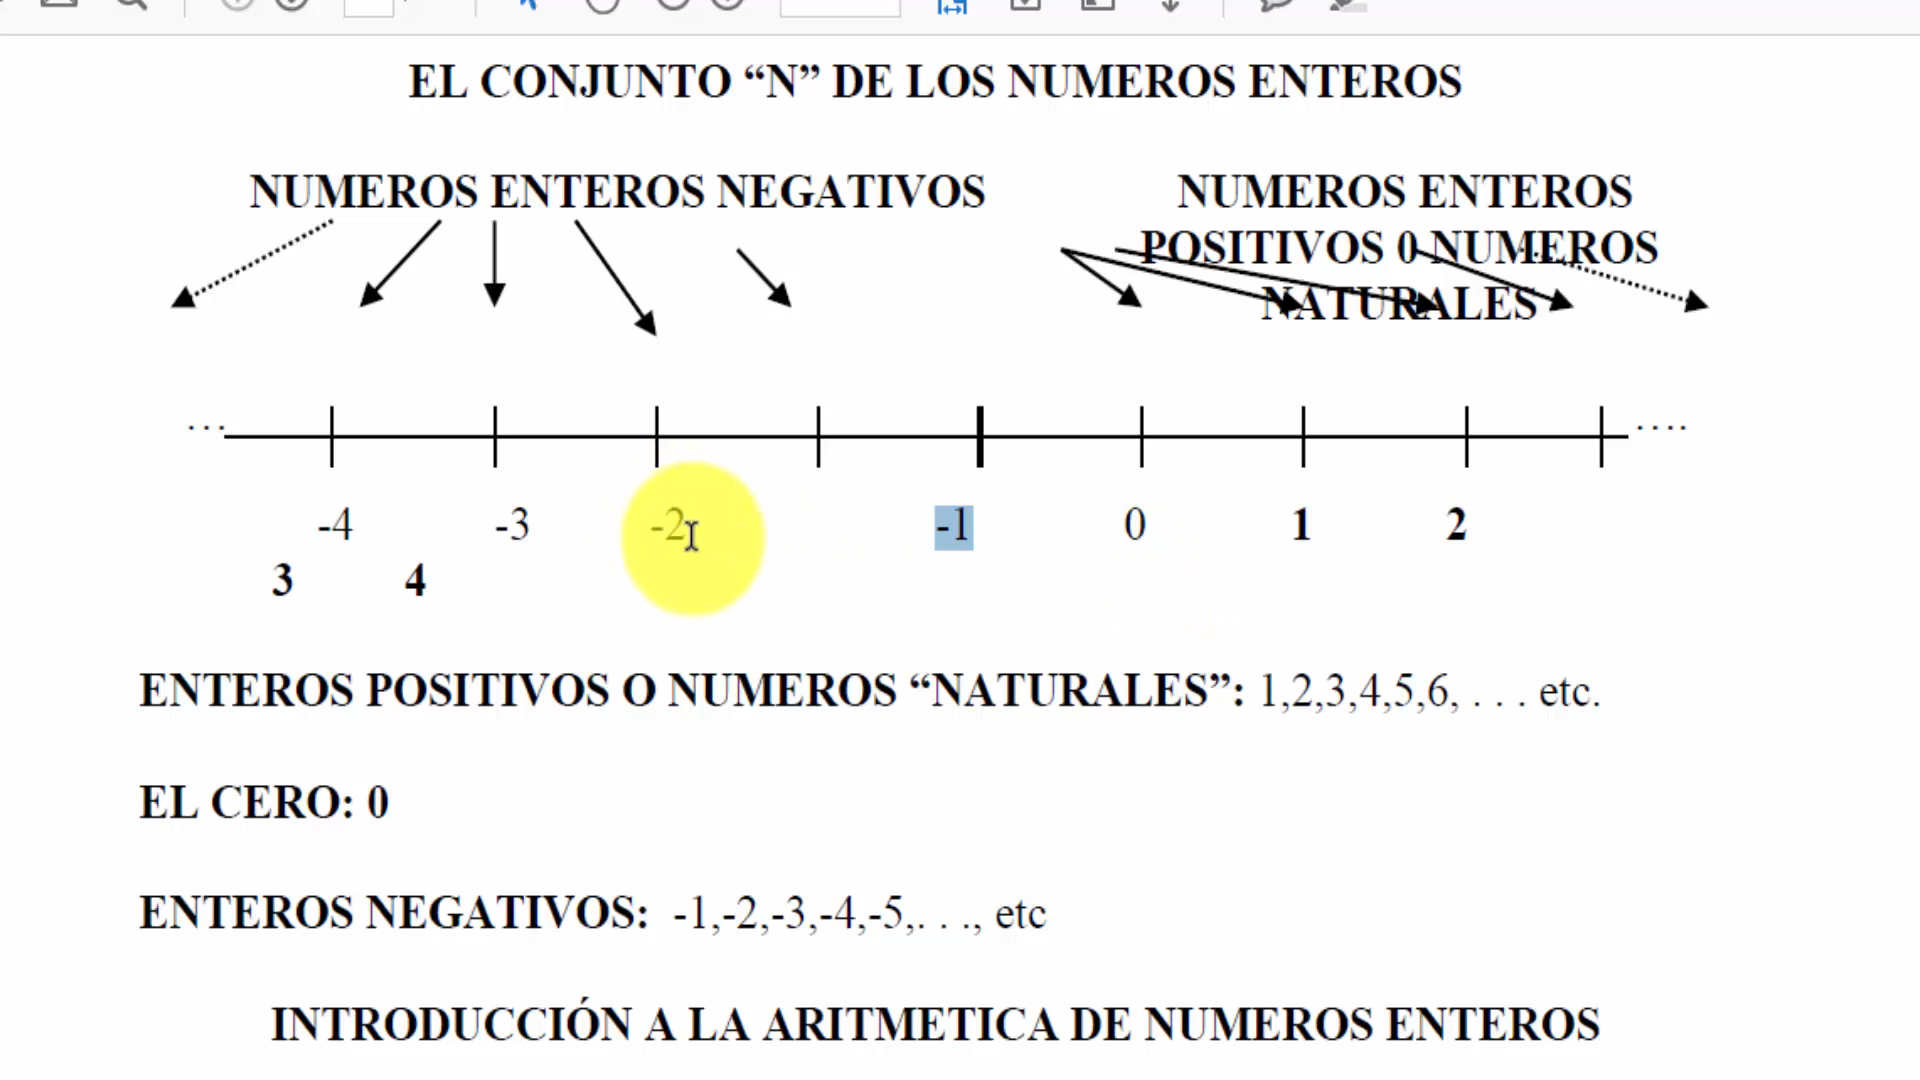 EL CONJUNTO “N” DE LOS NUMEROS ENTEROS
NUMEROS ENTEROS NEGATIVOS
NUMEROS ENTEROS
POSITIVOS 0 NUMEROS
NATURALES
... ....
-4 -3 -2 -1 0 1 2
3 4
ENTEROS POSITIVOS O NUMEROS “NATURALES”: 1,2,3,4,5,6, . . . etc.
EL CERO: 0
ENTEROS NEGATIVOS: -1,-2,-3,-4,-5,. . ., etc
INTRODUCCIÓN A LA ARITMETICA DE NUMEROS ENTEROS